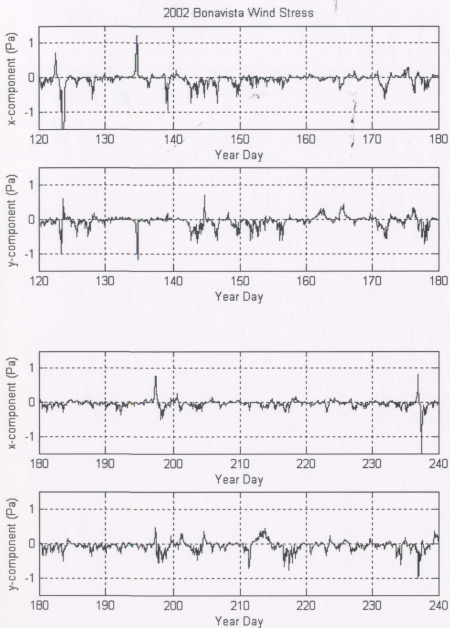 2002 Bonavista Wind Stress
x-component (Pa)
1
0
-1
120 130 140 150 160 170 180
Year Day
y-component (Pa)
1
0
-1
120 130 140 150 160 170 180
Year Day
x-component (Pa)
1
0
-1
180 190 200 210 220 230 240
Year Day
y-component (Pa)
1
0
-1
180 190 200 210 220 230 240
Year Day